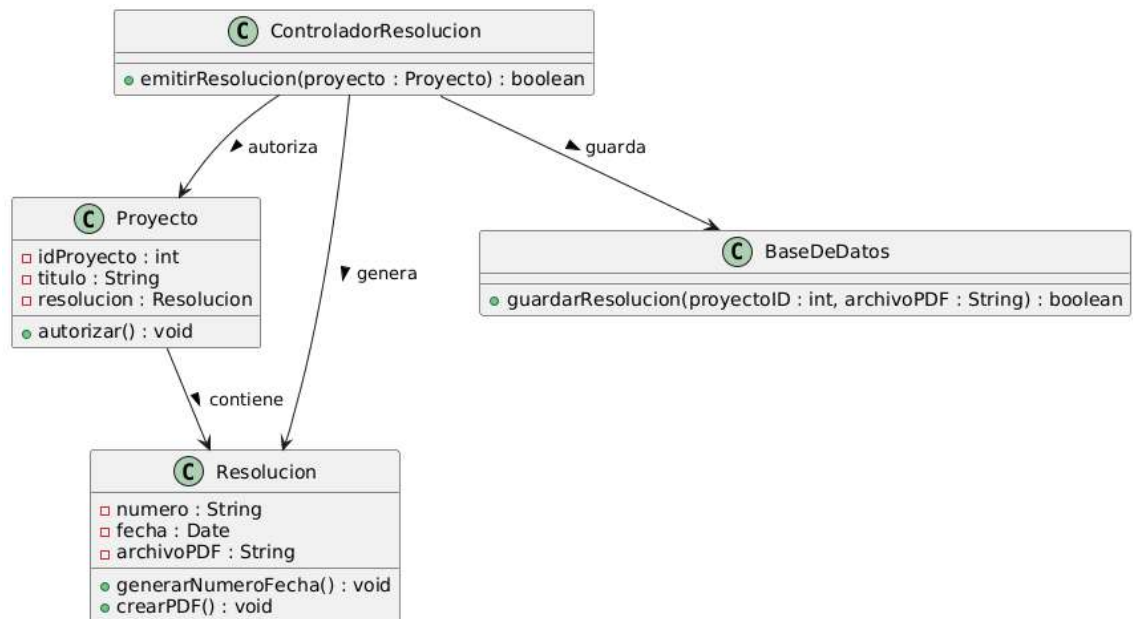 C ControladorResolucion
emitirResolucion(proyecto : Proyecto) : boolean
autoriza
guarda
C Proyecto
idProyecto : int
titulo : String
resolucion : Resolucion
autorizar() : void
genera
C BaseDeDatos
guardarResolucion(proyectoID : int, archivoPDF : String) : boolean
contiene
C Resolucion
numero : String
fecha : Date
archivoPDF : String
generarNumeroFecha() : void
crearPDF() : void